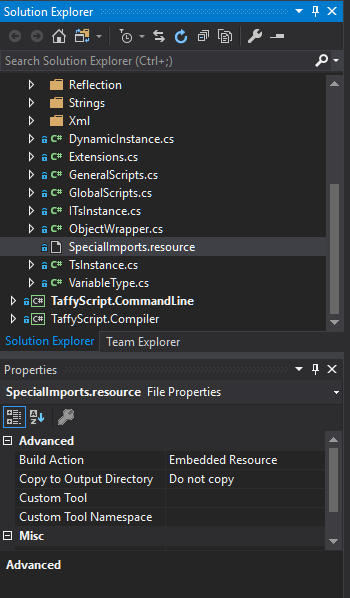 Solution Explorer
Search Solution Explorer (Ctrl+;)
Reflection
Strings
Xml
C# DynamicInstance.cs
C# Extensions.cs
C# GeneralScripts.cs
C# GlobalScripts.cs
C# ITsInstance.cs
C# ObjectWrapper.cs
SpecialImports.resource
C# TsInstance.cs
C# VariableType.cs
C# TaffyScript.CommandLine
C# TaffyScript.Compiler
Solution Explorer Team Explorer
Properties
SpecialImports.resource File Properties
Advanced
Build Action Embedded Resource
Copy to Output Directory Do not copy
Custom Tool
Custom Tool Namespace
Misc
Advanced